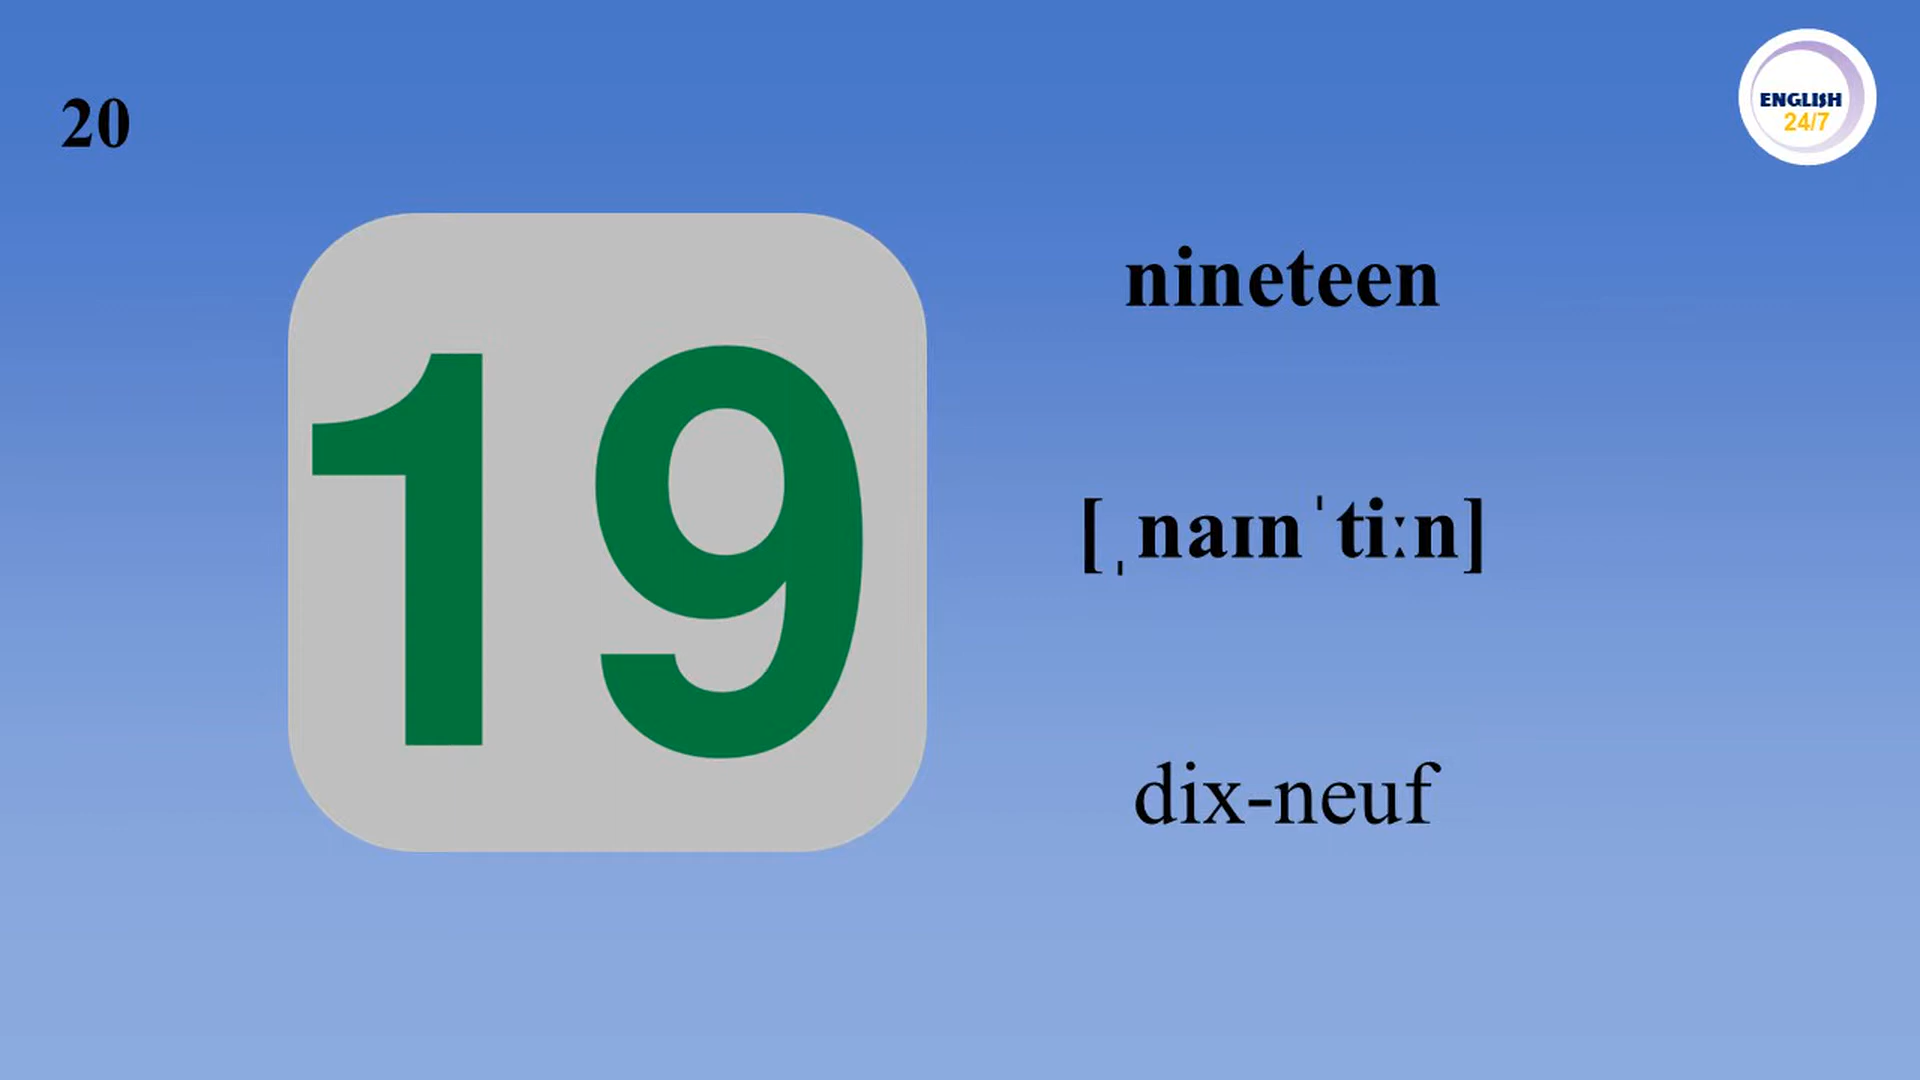 20
ENGLISH
24/7
19
nineteen
[ˌnaɪnˈtiːn]
dix-neuf